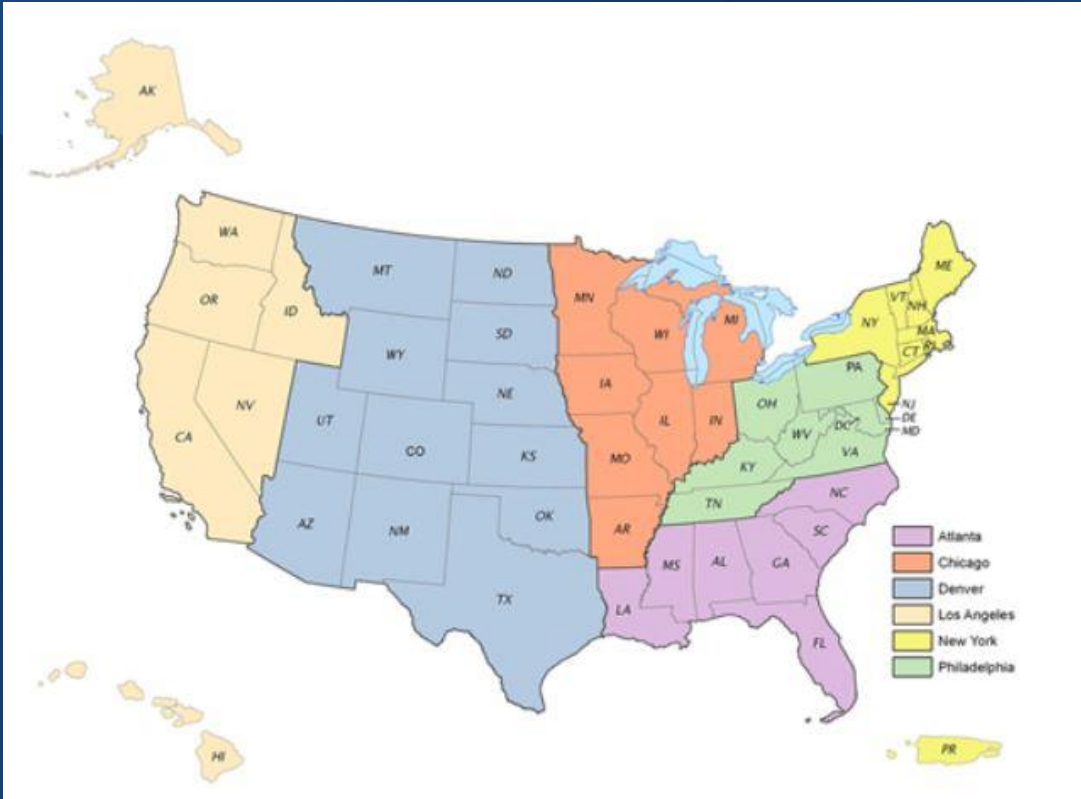 AK
WA
MT
ND
MN
ME
VT
NH
OR
ID
NY
MA
SD
WI
MI
WY
CT
RI
PA
IA
NE
NV
UT
OH
NJ
DE
IL
IN
DC
MD
CA
CO
KS
MO
WV
VA
KY
NC
TN
AZ
NM
OK
AR
SC
MS
AL
GA
TX
LA
FL
Atlanta
Chicago
Denver
Los Angeles
New York
Philadelphia
HI
PR